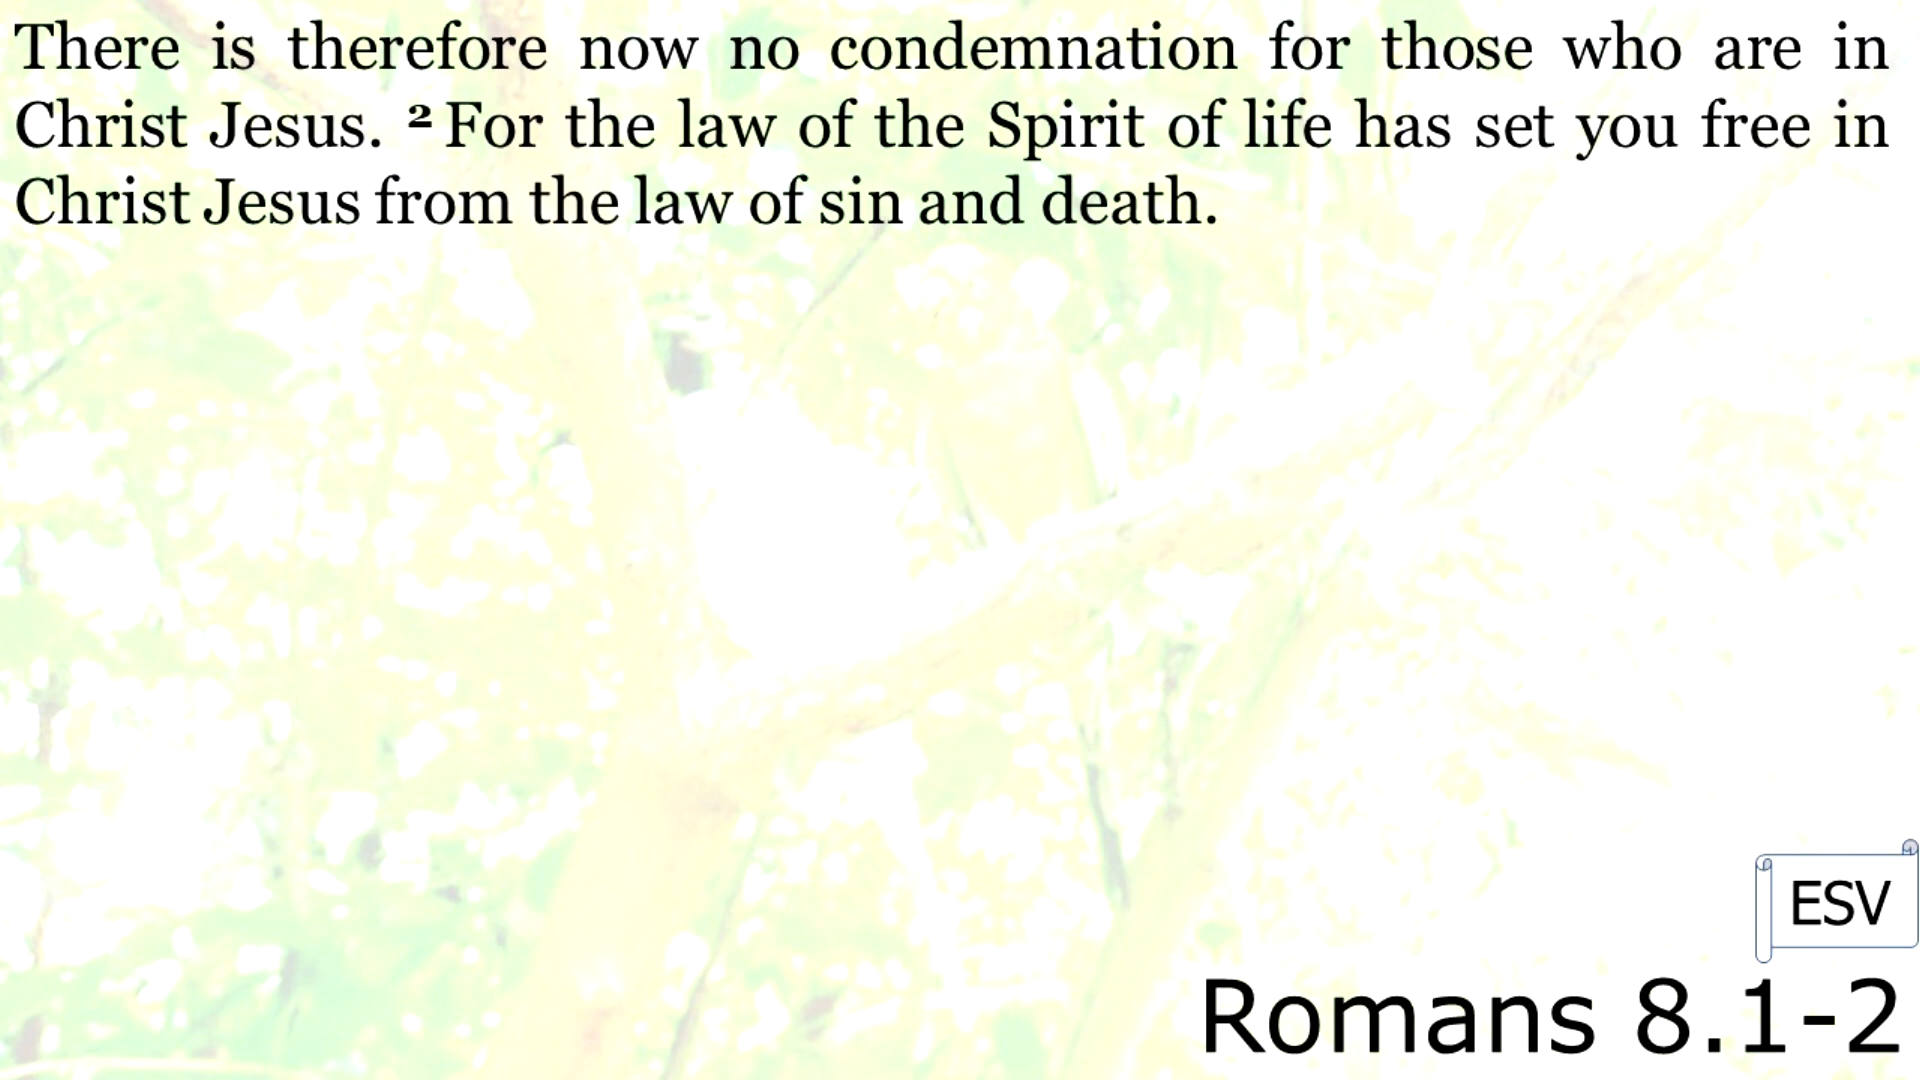 There is therefore now no condemnation for those who are in
Christ Jesus. ² For the law of the Spirit of life has set you free in
Christ Jesus from the law of sin and death.
ESV
Romans 8.1-2